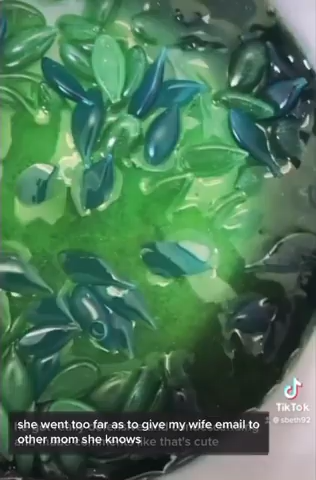 TikTok
@sbeth92
she went too far as to give my wife email to
other mom she knows
like that's cute